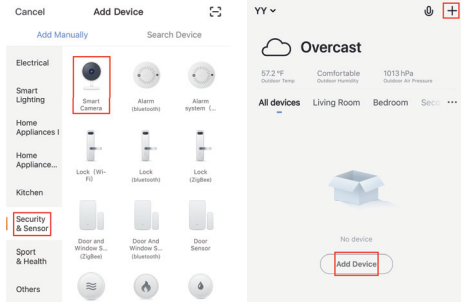 Cancel Add Device
Add Manually Search Device
Electrical
Smart
Lighting
Home
Appliances I
Home
Appliance...
Kitchen
Security
& Sensor
Sport
& Health
Others
Smart
Camera
Alarm
(bluetooth)
Alarm
system (...
Lock (Wi-
Fi)
Lock
(bluetooth)
Lock
(ZigBee)
Door and
Window S...
(ZigBee)
Door And
Window S...
(bluetooth)
Door
Sensor
YY
Overcast
57.2 °F Comfortable 1013 hPa
Outdoor Temp Outdoor Humidity Outdoor Air Pressure
All devices Living Room Bedroom Seco ...
No device
Add Device